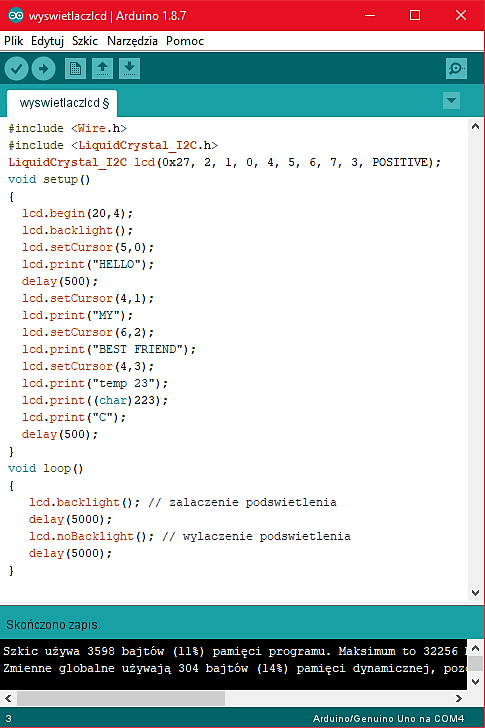 wyswietlaczlcd | Arduino 1.8.7
Plik Edytuj Szkic Narzędzia Pomoc
wyswietlaczlcd §
#include <Wire.h>
#include <LiquidCrystal_I2C.h>
LiquidCrystal_I2C lcd(0x27, 2, 1, 0, 4, 5, 6, 7, 3, POSITIVE);
void setup()
{
  lcd.begin(20,4);
  lcd.backlight();
  lcd.setCursor(5,0);
  lcd.print("HELLO");
  delay(500);
  lcd.setCursor(4,1);
  lcd.print("MY");
  lcd.setCursor(6,2);
  lcd.print("BEST FRIEND");
  lcd.setCursor(4,3);
  lcd.print("temp 23");
  lcd.print((char)223);
  lcd.print("C");
  delay(500);
}
void loop()
{
   lcd.backlight(); // zalaczenie podswietlenia
   delay(5000);
   lcd.noBacklight(); // wylaczenie podswietlenia
   delay(5000);
}
Skończono zapis.
Szkic używa 3598 bajtów (11%) pamięci programu. Maksimum to 32256
Zmienne globalne używają 304 bajtów (14%) pamięci dynamicznej,
3 Arduino/Genuino Uno na COM4